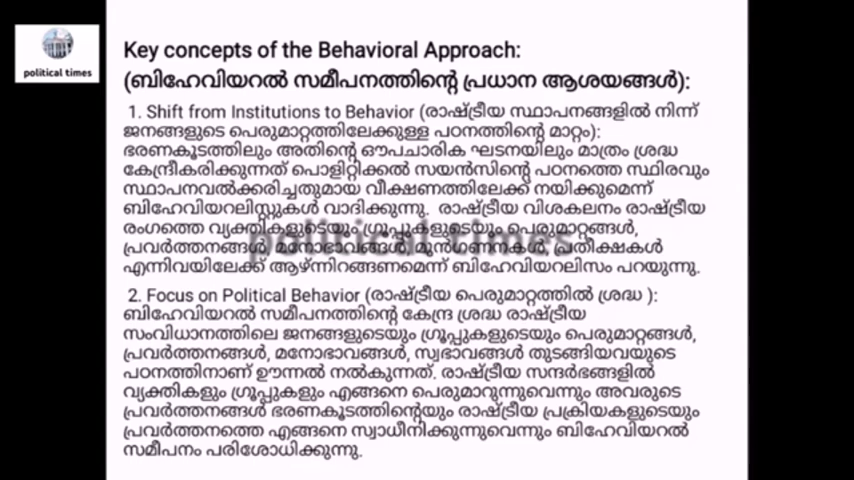 political times
Key concepts of the Behavioral Approach:
(ബിഹേവിയറൽ സമീപനത്തിന്റെ പ്രധാന ആശയങ്ങൾ):
1. Shift from Institutions to Behavior (രാഷ്ട്രീയ സ്ഥാപനങ്ങളിൽ നിന്ന്
ജനങ്ങളുടെ പെരുമാറ്റത്തിലേക്കുള്ള പഠനത്തിന്റെ മാറ്റം):
ഭരണകൂടത്തിലും അതിന്റെ ഔപചാരിക ഘടനയിലും മാത്രം ശ്രദ്ധ
കേന്ദ്രീകരിക്കുന്നത് പൊളിറ്റിക്കൽ സയൻസിന്റെ പഠനത്തെ സ്ഥിരവും
സ്ഥാപനവൽക്കരിച്ചതുമായ വീക്ഷണത്തിലേക്ക് നയിക്കുമെന്ന്
ബിഹേവിയറലിസ്റ്റുകൾ വാദിക്കുന്നു. രാഷ്ട്രീയ വിശകലനം രാഷ്ട്രീയ
രംഗത്തെ വ്യക്തികളുടെയും ഗ്രൂപ്പുകളുടെയും പെരുമാറ്റങ്ങൾ,
political times
പ്രവർത്തനങ്ങൾ, മനോഭാവങ്ങൾ, മുൻഗണനകൾ, പ്രതീക്ഷകൾ
എന്നിവയിലേക്ക് ആഴ്ന്നിറങ്ങണമെന്ന് ബിഹേവിയറലിസം പറയുന്നു.
2. Focus on Political Behavior (രാഷ്ട്രീയ പെരുമാറ്റത്തിൽ ശ്രദ്ധ ):
ബിഹേവിയറൽ സമീപനത്തിന്റെ കേന്ദ്ര ശ്രദ്ധ രാഷ്ട്രീയ
സംവിധാനത്തിലെ ജനങ്ങളുടെയും ഗ്രൂപ്പുകളുടെയും പെരുമാറ്റങ്ങൾ,
പ്രവർത്തനങ്ങൾ, മനോഭാവങ്ങൾ, സ്വഭാവങ്ങൾ തുടങ്ങിയവയുടെ
പഠനത്തിനാണ് ഊന്നൽ നൽകുന്നത്. രാഷ്ട്രീയ സന്ദർഭങ്ങളിൽ
വ്യക്തികളും ഗ്രൂപ്പുകളും എങ്ങനെ പെരുമാറുന്നുവെന്നും അവരുടെ
പ്രവർത്തനങ്ങൾ ഭരണകൂടത്തിന്റെയും രാഷ്ട്രീയ പ്രക്രിയകളുടെയും
പ്രവർത്തനത്തെ എങ്ങനെ സ്വാധീനിക്കുന്നുവെന്നും ബിഹേവിയറൽ
സമീപനം പരിശോധിക്കുന്നു.